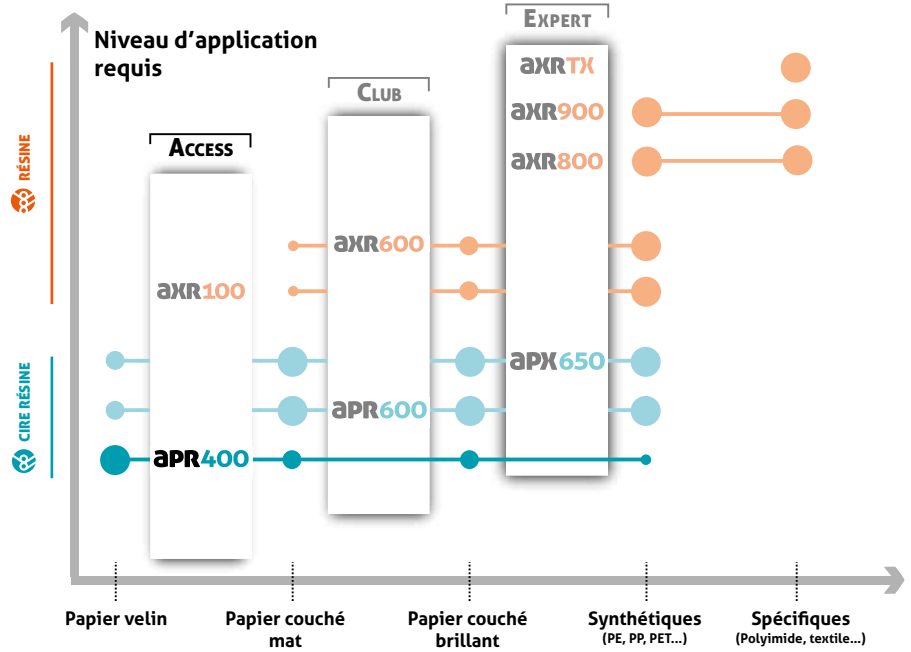 Niveau d'application
requis
EXPERT
CLUB
ACCESS
aXRTX
aXR900
aXR800
aXR600
aXR100
aPX650
aPR600
aPR400
RÉSINE
CIRE RÉSINE
Papier velin
Papier couché
mat
Papier couché
brillant
Synthétiques
(PE, PP, PET...)
Spécifiques
(Polyimide, textile...)